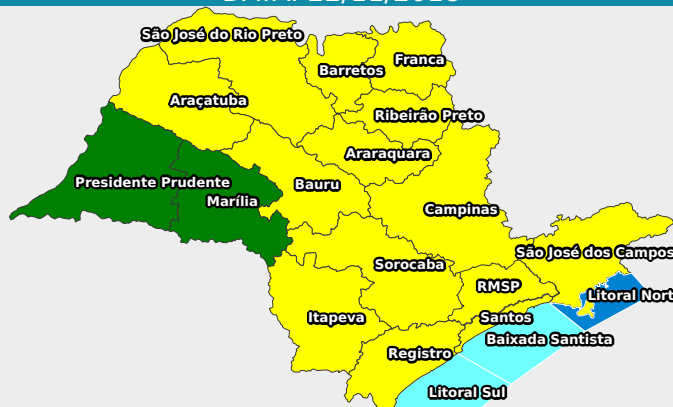 São José do Rio Preto
Franca
Barretos
Araçatuba
Ribeirão Preto
Araraquara
Presidente Prudente
Bauru
Marília
Campinas
São José dos Campos
Sorocaba
RMSP
Litoral Nort
Itapeva
Santos
Baixada Santista
Registro
Litoral Sul